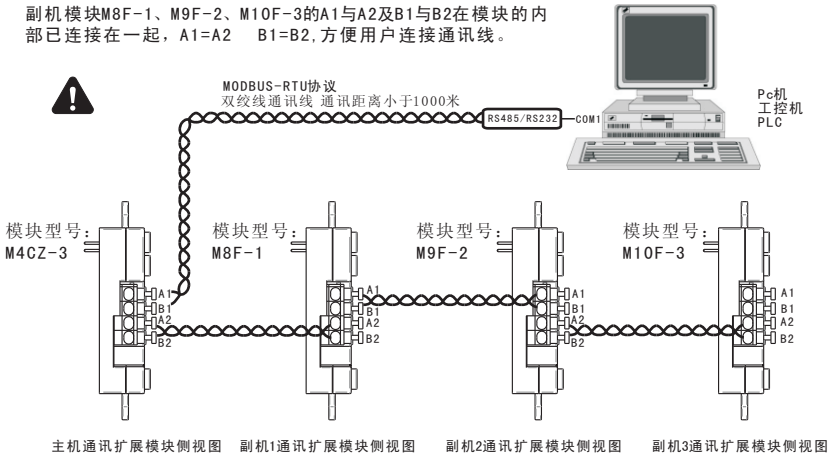 副机模块M8F-1、M9F-2、M10F-3的A1与A2及B1与B2在模块的内
部已连接在一起，A1=A2 B1=B2,方便用户连接通讯线。
MODBUS-RTU协议
双绞线通讯线 通讯距离小于1000米
RS485/RS232
COM1
Pc机
工控机
PLC
模块型号：
M4CZ-3
A1
B1
A2
B2
模块型号：
M8F-1
A1
B1
A2
B2
模块型号：
M9F-2
A1
B1
A2
B2
模块型号：
M10F-3
A1
B1
A2
B2
主机通讯扩展模块侧视图
副机1通讯扩展模块侧视图
副机2通讯扩展模块侧视图
副机3通讯扩展模块侧视图